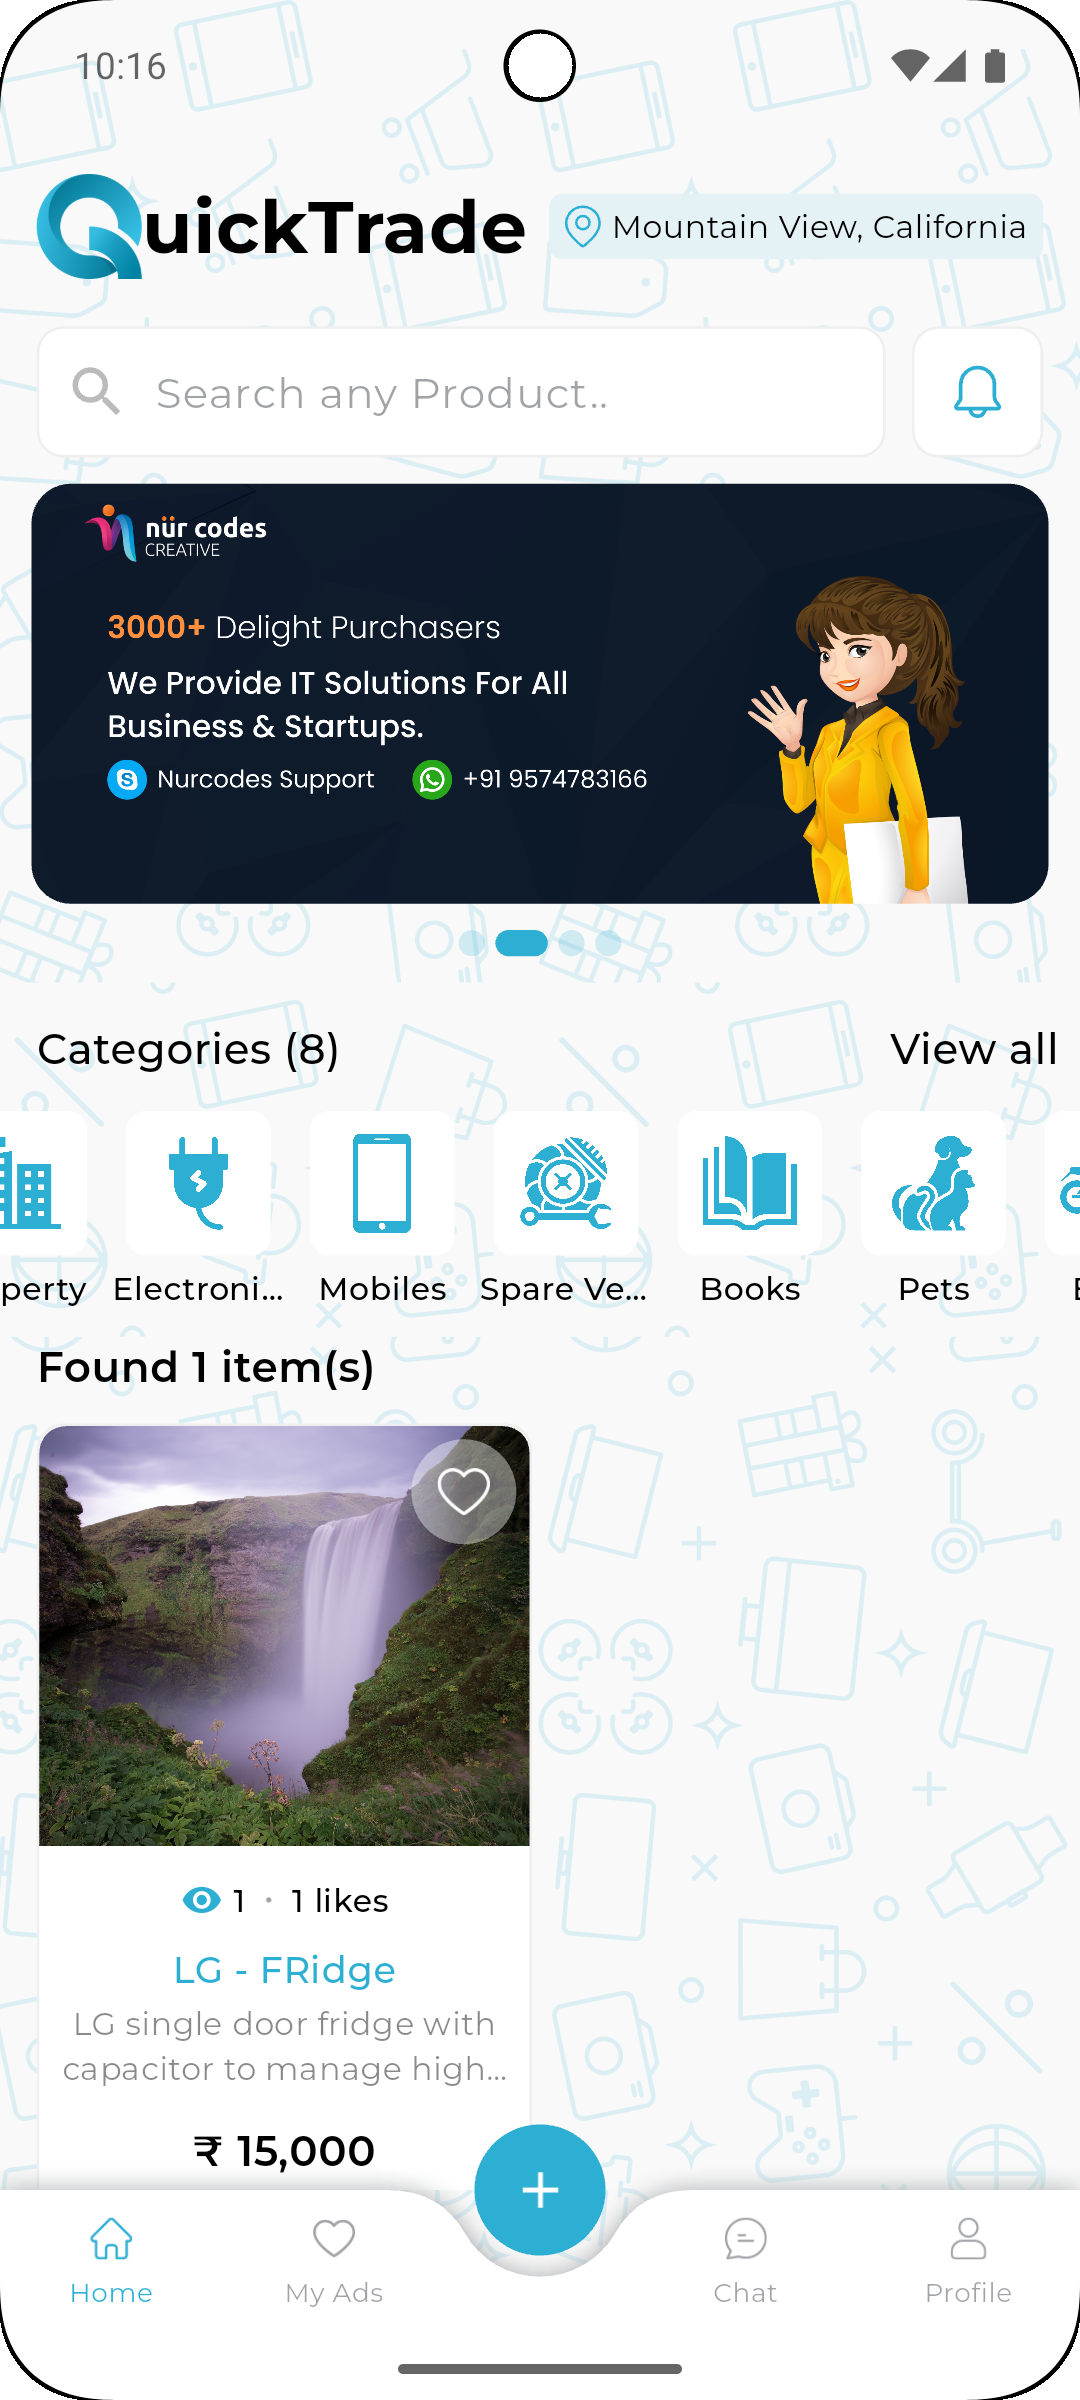 10:16
QuickTrade
Mountain View, California
Search any Product..
nür codes
CREATIVE
3000+ Delight Purchasers
We Provide IT Solutions For All
Business & Startups.
Nurcodes Support +91 9574783166
Categories (8) View all
perty Electroni... Mobiles Spare Ve... Books Pets
Found 1 item(s)
1 · 1 likes
LG - FRidge
LG single door fridge with
capacitor to manage high...
₹ 15,000
+
Home My Ads Chat Profile